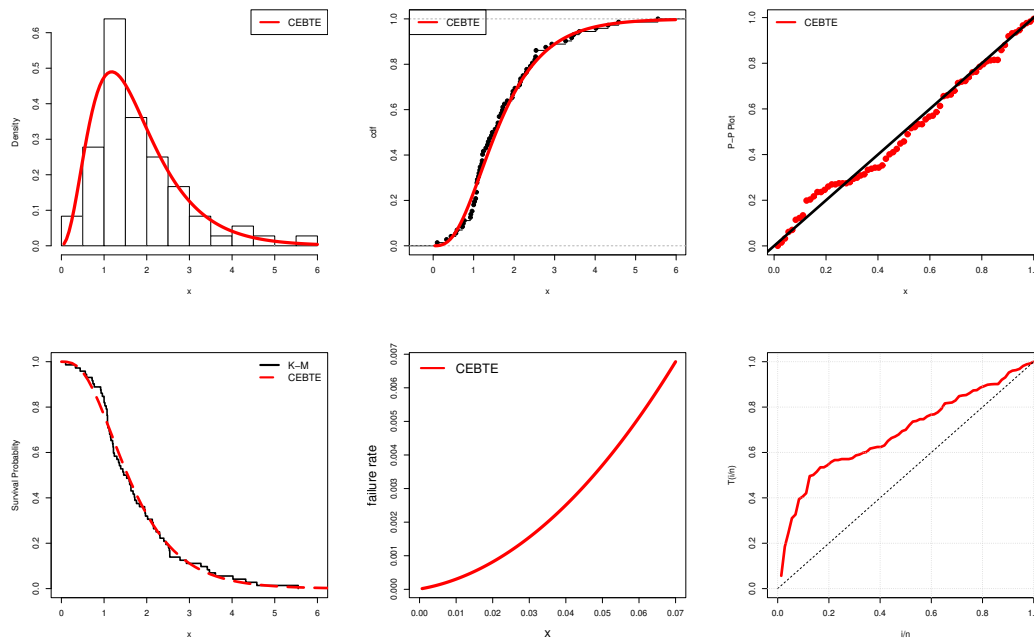 CEBTE
Density
0.0 0.1 0.2 0.3 0.4 0.5 0.6
0 1 2 3 4 5 6
x
CEBTE
cdf
0.0 0.2 0.4 0.6 0.8 1.0
0 1 2 3 4 5 6
x
CEBTE
P−P Plot
0.0 0.2 0.4 0.6 0.8 1.0
0.0 0.2 0.4 0.6 0.8 1.0
x
K−M
CEBTE
Survival Probability
0.0 0.2 0.4 0.6 0.8 1.0
0 1 2 3 4 5 6
x
CEBTE
failure rate
0.000 0.001 0.002 0.003 0.004 0.005 0.006 0.007
0.00 0.01 0.02 0.03 0.04 0.05 0.06 0.07
x
T(i/n)
0.0 0.2 0.4 0.6 0.8 1.0
0.0 0.2 0.4 0.6 0.8 1.0
i/n